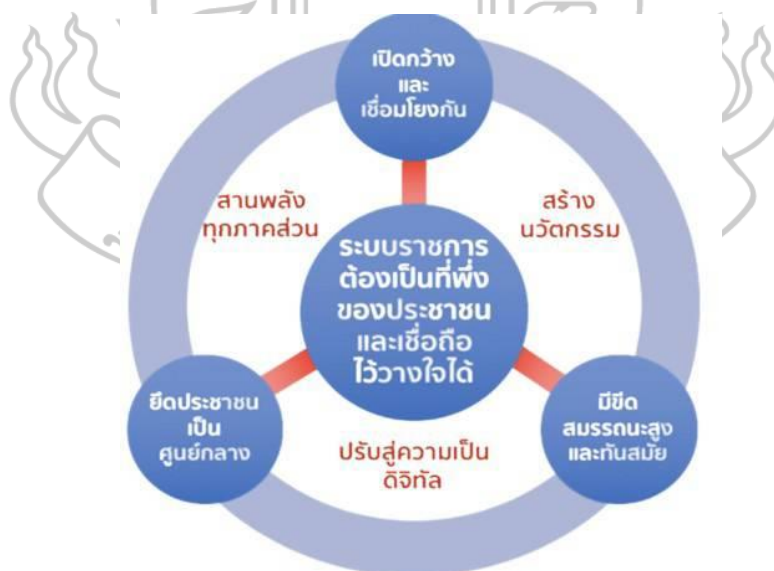 เปิดกว้าง
และ
เชื่อมโยงกัน
สานพลัง
ทุกภาคส่วน
สร้าง
นวัตกรรม
ระบบราชการ
ต้องเป็นที่พึ่ง
ของประชาชน
และเชื่อถือ
ไว้วางใจได้
ยึดประชาชน
เป็น
ศูนย์กลาง
มีขีด
สมรรถนะสูง
และทันสมัย
ปรับสู่ความเป็น
ดิจิทัล